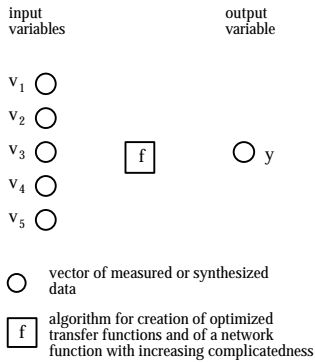 input
variables
output
variable
v1
v2
v3
v4
v5
f
y
vector of measured or synthesized
data
f
algorithm for creation of optimized
transfer functions and of a network
function with increasing complicatedness